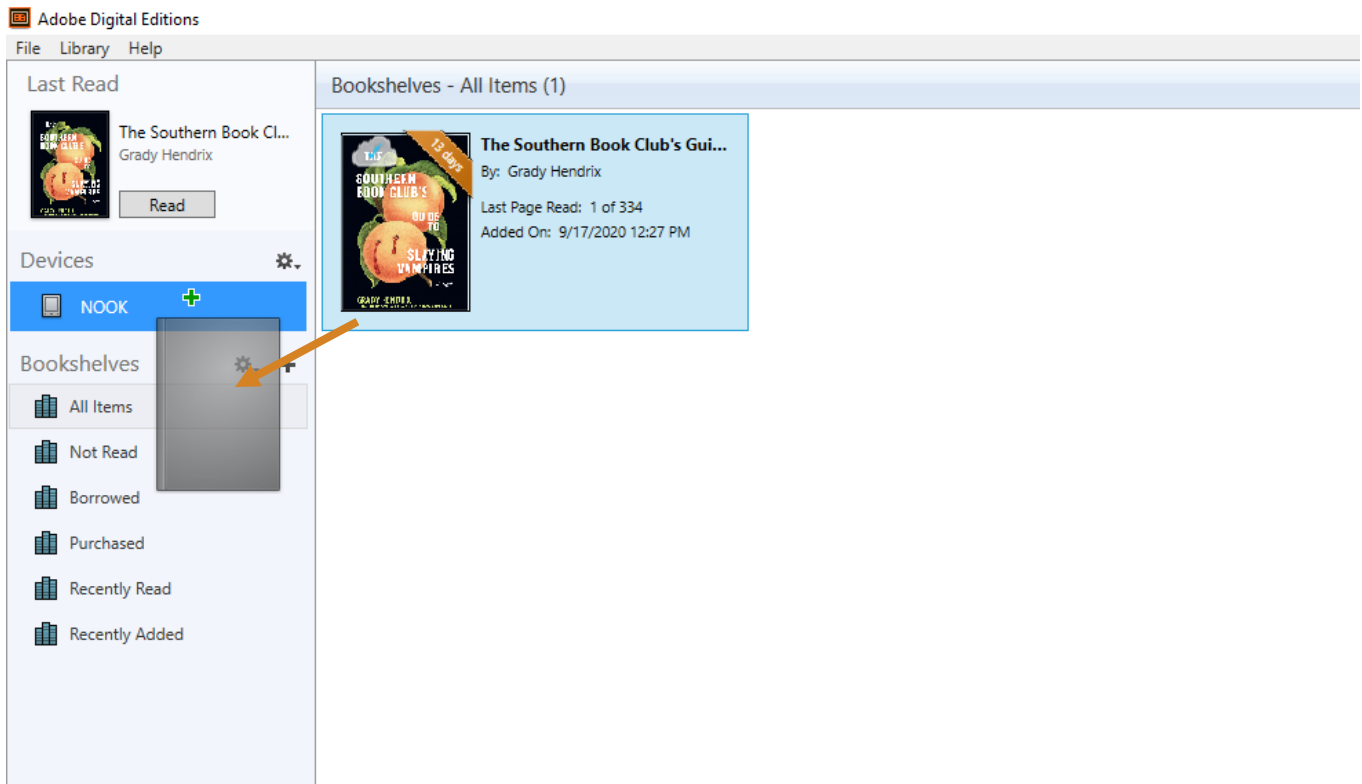 Adobe Digital Editions
File Library Help
Last Read
The Southern Book Cl...
Grady Hendrix
Read
Devices
NOOK
Bookshelves
All Items
Not Read
Borrowed
Purchased
Recently Read
Recently Added
Bookshelves - All Items (1)
13 days
THE
SOUTHERN
BOOK CLUB'S
GUIDE
TO
SLAYING
VAMPIRES
GRADY HENDRIX
The Southern Book Club's Gui...
By: Grady Hendrix
Last Page Read: 1 of 334
Added On: 9/17/2020 12:27 PM